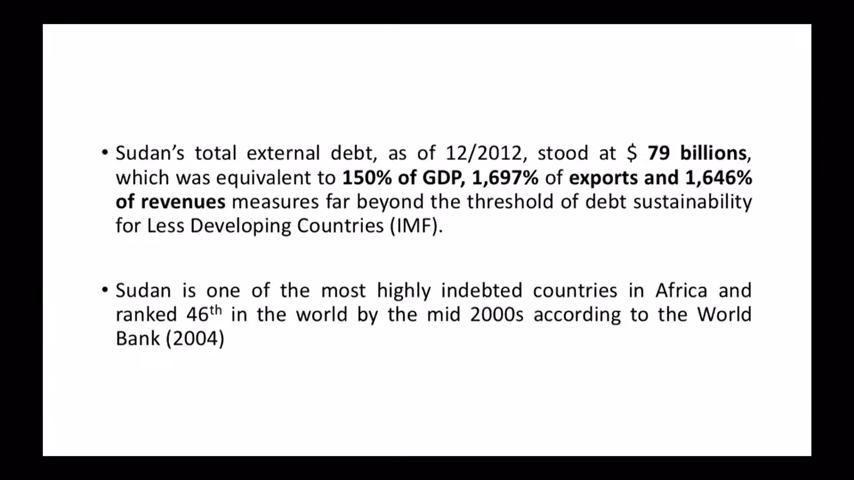 • Sudan's total external debt, as of 12/2012, stood at $ 79 billions,
which was equivalent to 150% of GDP, 1,697% of exports and 1,646%
of revenues measures far beyond the threshold of debt sustainability
for Less Developing Countries (IMF).
• Sudan is one of the most highly indebted countries in Africa and
ranked 46th in the world by the mid 2000s according to the World
Bank (2004)